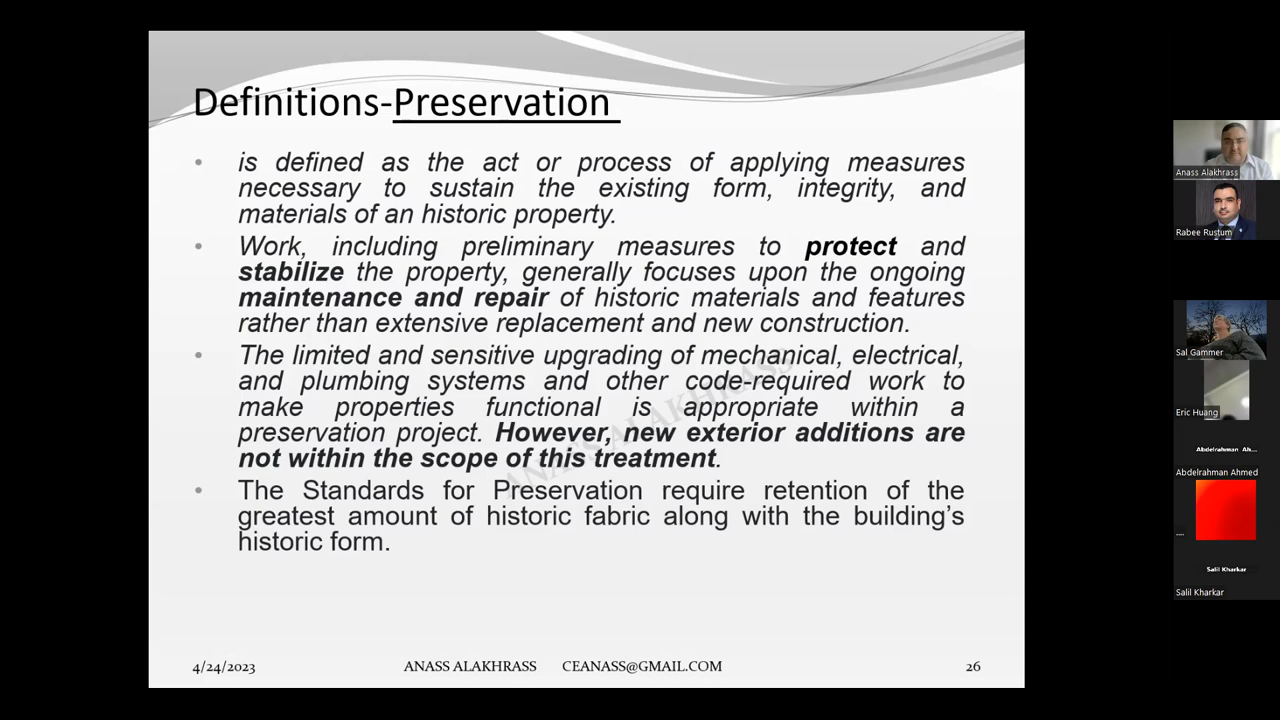 Definitions-Preservation
• is defined as the act or process of applying measures
necessary to sustain the existing form, integrity, and
materials of an historic property.
• Work, including preliminary measures to protect and
stabilize the property, generally focuses upon the ongoing
maintenance and repair of historic materials and features
rather than extensive replacement and new construction.
• The limited and sensitive upgrading of mechanical, electrical,
and plumbing systems and other code-required work to
make properties functional is appropriate within a
preservation project. However, new exterior additions are
not within the scope of this treatment.
• The Standards for Preservation require retention of the
greatest amount of historic fabric along with the building’s
historic form.
ANASS ALAKHRASS
4/24/2023 ANASS ALAKHRASS CEANASS@GMAIL.COM 26
Anass Alakhrass
Rabee Rustum
Sal Gammer
Eric Huang
Abdelrahman Ah...
Abdelrahman Ahmed
....
Salil Kharkar
Salil Kharkar